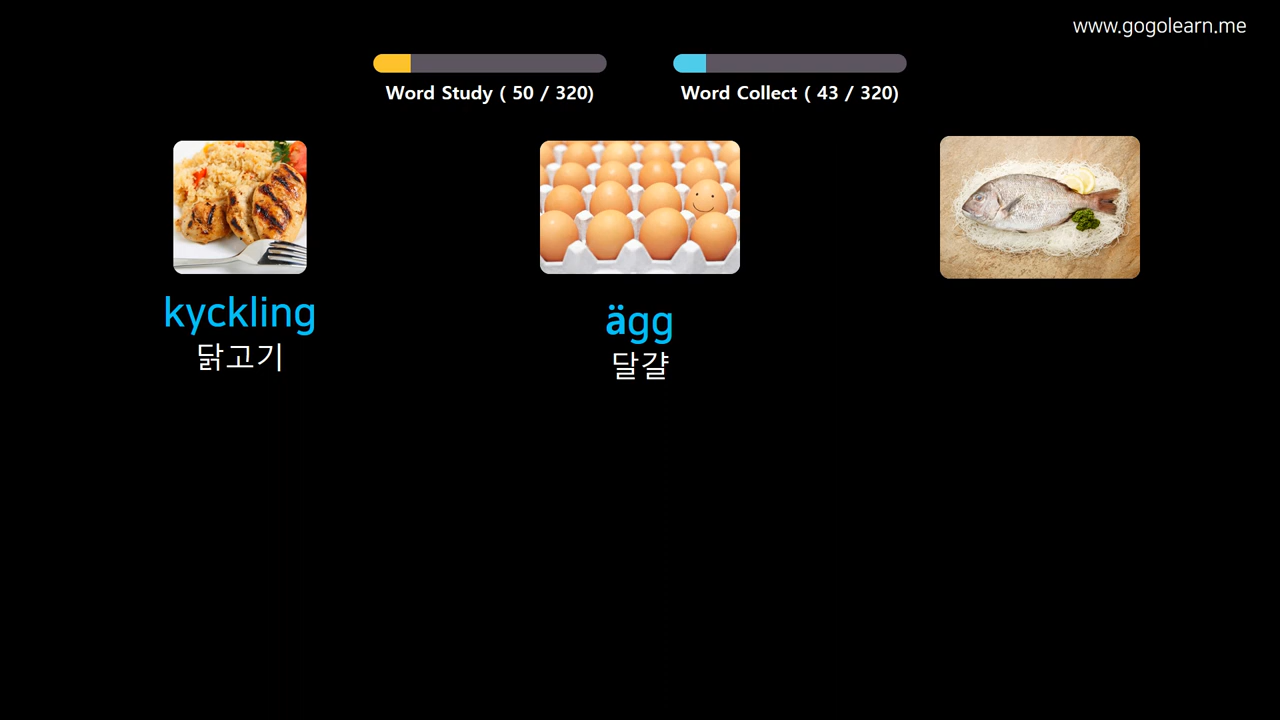 www.gogolearn.me
Word Study ( 50 / 320)
Word Collect ( 43 / 320)
kyckling
닭고기
ägg
달걀